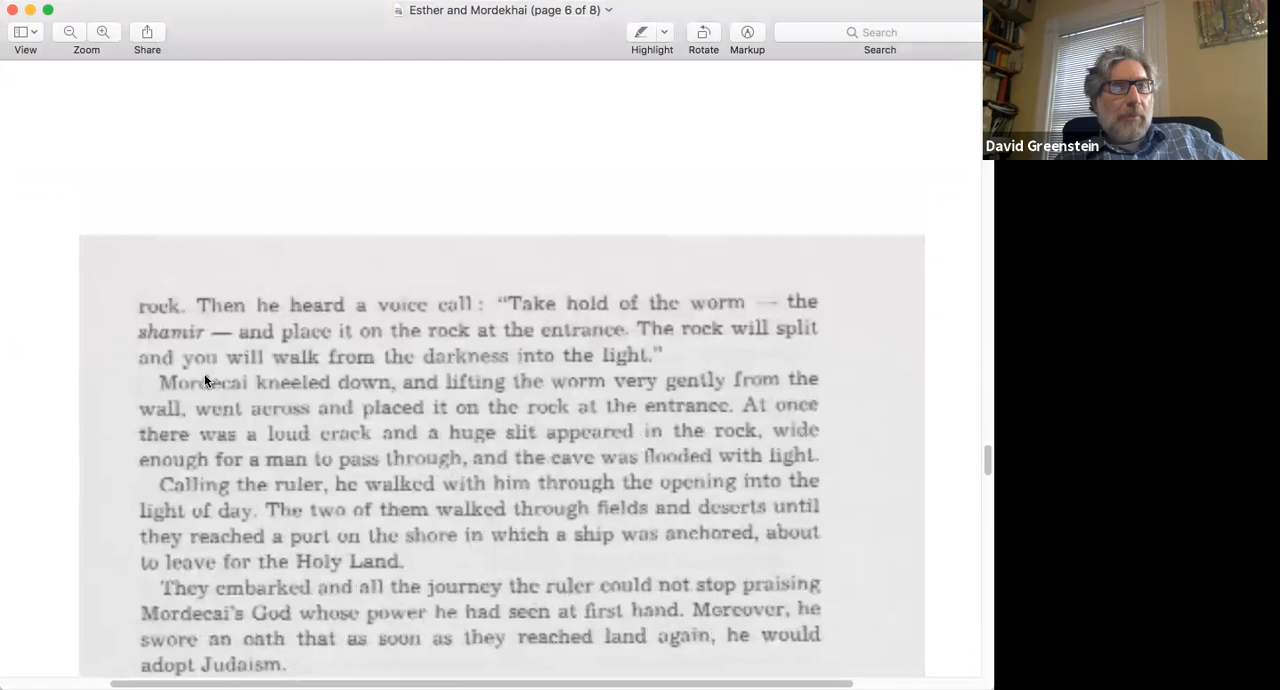 Esther and Mordekhai (page 6 of 8)
View
Zoom
Share
Highlight
Rotate
Markup
Search
Search
David Greenstein
rock. Then he heard a voice call : "Take hold of the worm — the
shamir — and place it on the rock at the entrance. The rock will split
and you will walk from the darkness into the light."
Mordecai kneeled down, and lifting the worm very gently from the
wall, went across and placed it on the rock at the entrance. At once
there was a loud crack and a huge slit appeared in the rock, wide
enough for a man to pass through, and the cave was flooded with light.
Calling the ruler, he walked with him through the opening into the
light of day. The two of them walked through fields and deserts until
they reached a port on the shore in which a ship was anchored, about
to leave for the Holy Land.
They embarked and all the journey the ruler could not stop praising
Mordecai's God whose power he had seen at first hand. Moreover, he
swore an oath that as soon as they reached land again, he would
adopt Judaism.